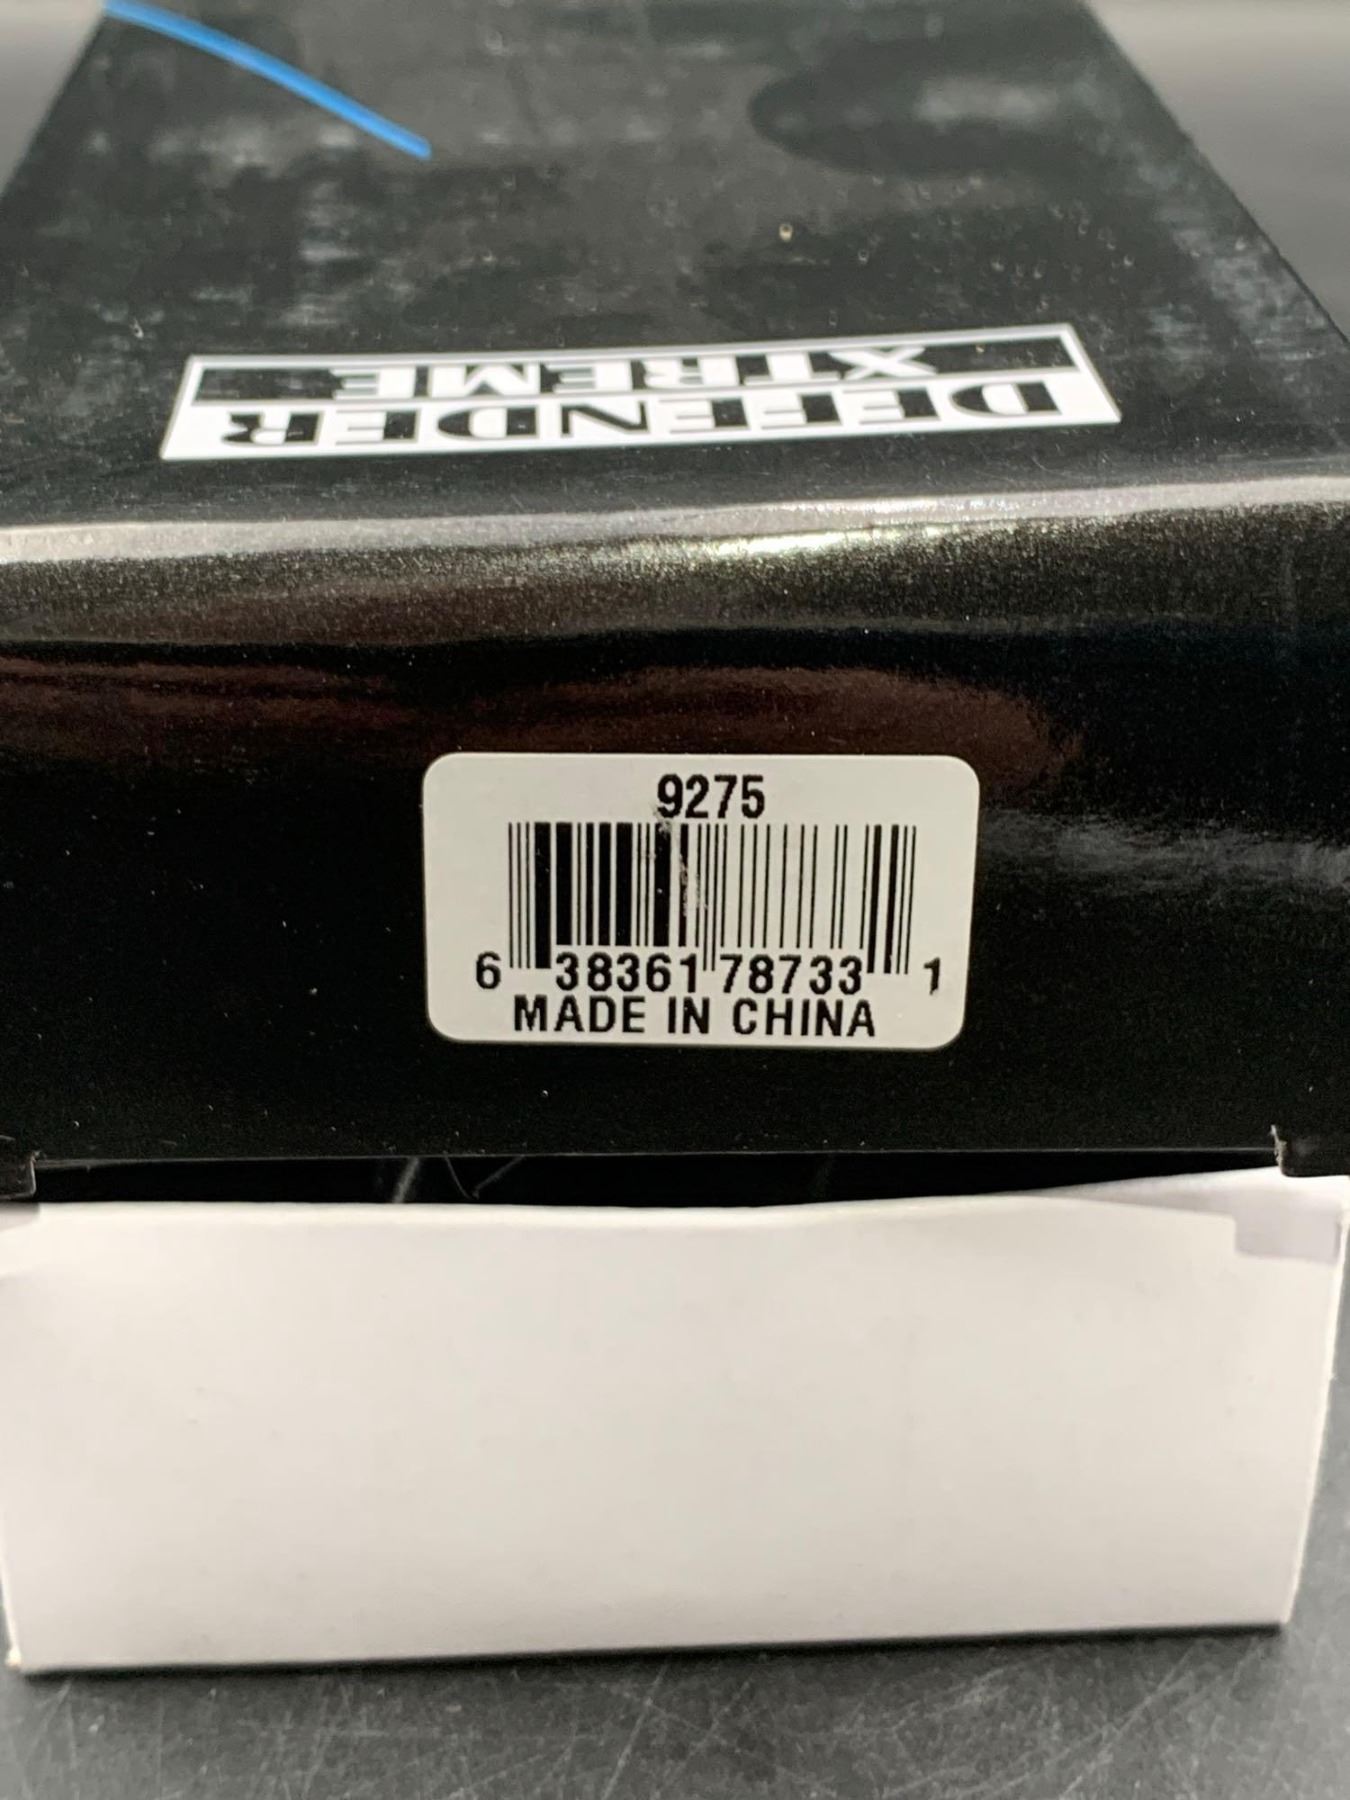 DEFENDER
XTREME
9275
6 38361 78733 1
MADE IN CHINA